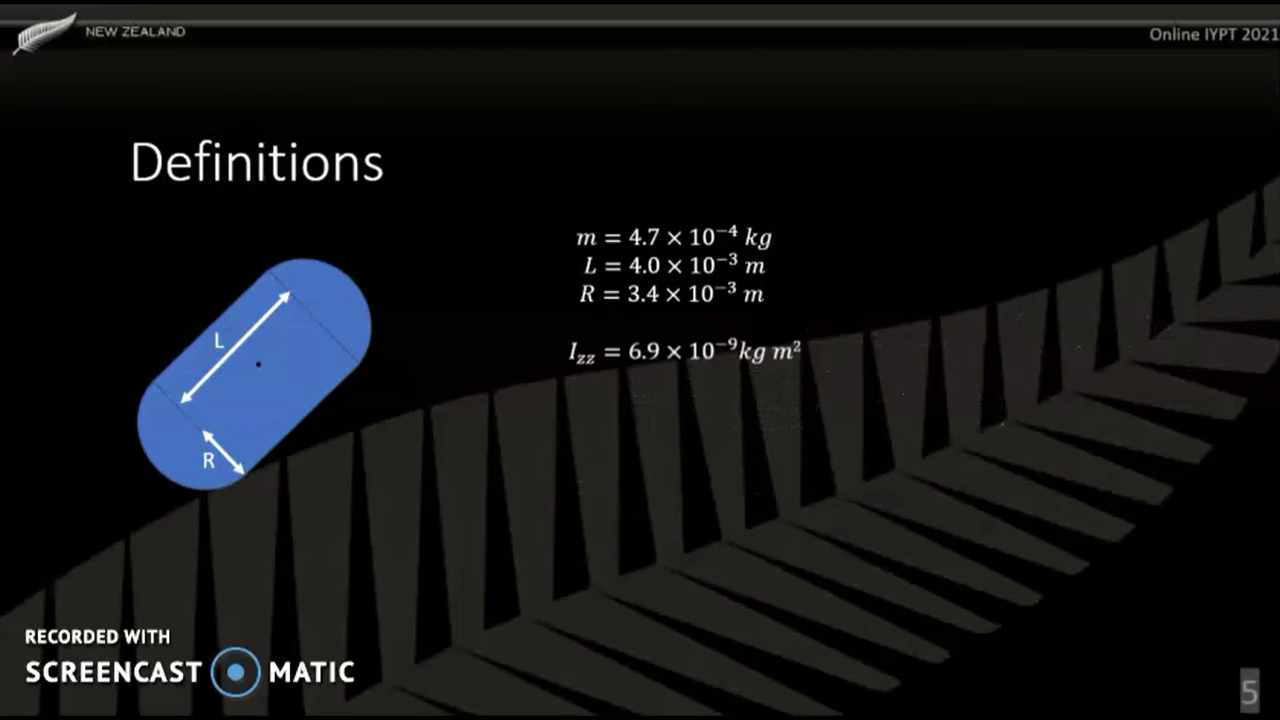 NEW ZEALAND
Online IYPT 2021
Definitions
m = 4.7 × 10⁻⁴ kg
L = 4.0 × 10⁻³ m
R = 3.4 × 10⁻³ m
I_zz = 6.9 × 10⁻⁹ kg m²
L
R
RECORDED WITH
SCREENCAST MATIC
5